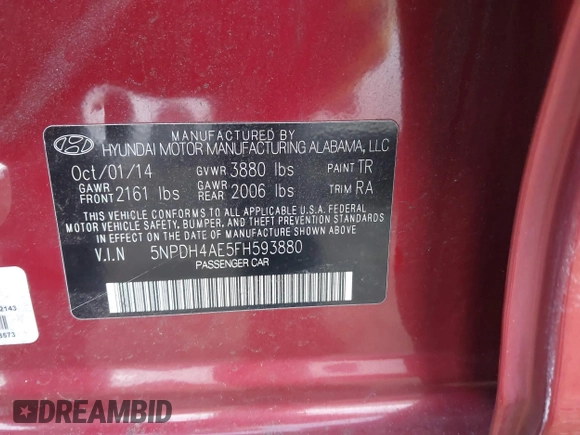 MANUFACTURED BY
HYUNDAI MOTOR MANUFACTURING ALABAMA, LLC
Oct/01/14 GVWR 3880 lbs PAINT TR
GAWR FRONT 2161 lbs GAWR REAR 2006 lbs TRIM RA
THIS VEHICLE CONFORMS TO ALL APPLICABLE U.S.A. FEDERAL
MOTOR VEHICLE SAFETY, BUMPER, AND THEFT PREVENTION STANDARDS
IN EFFECT ON THE DATE OF MANUFACTURE SHOWN ABOVE.
V.I.N 5NPDH4AE5FH593880
PASSENGER CAR
2143
3573
DREAMBID